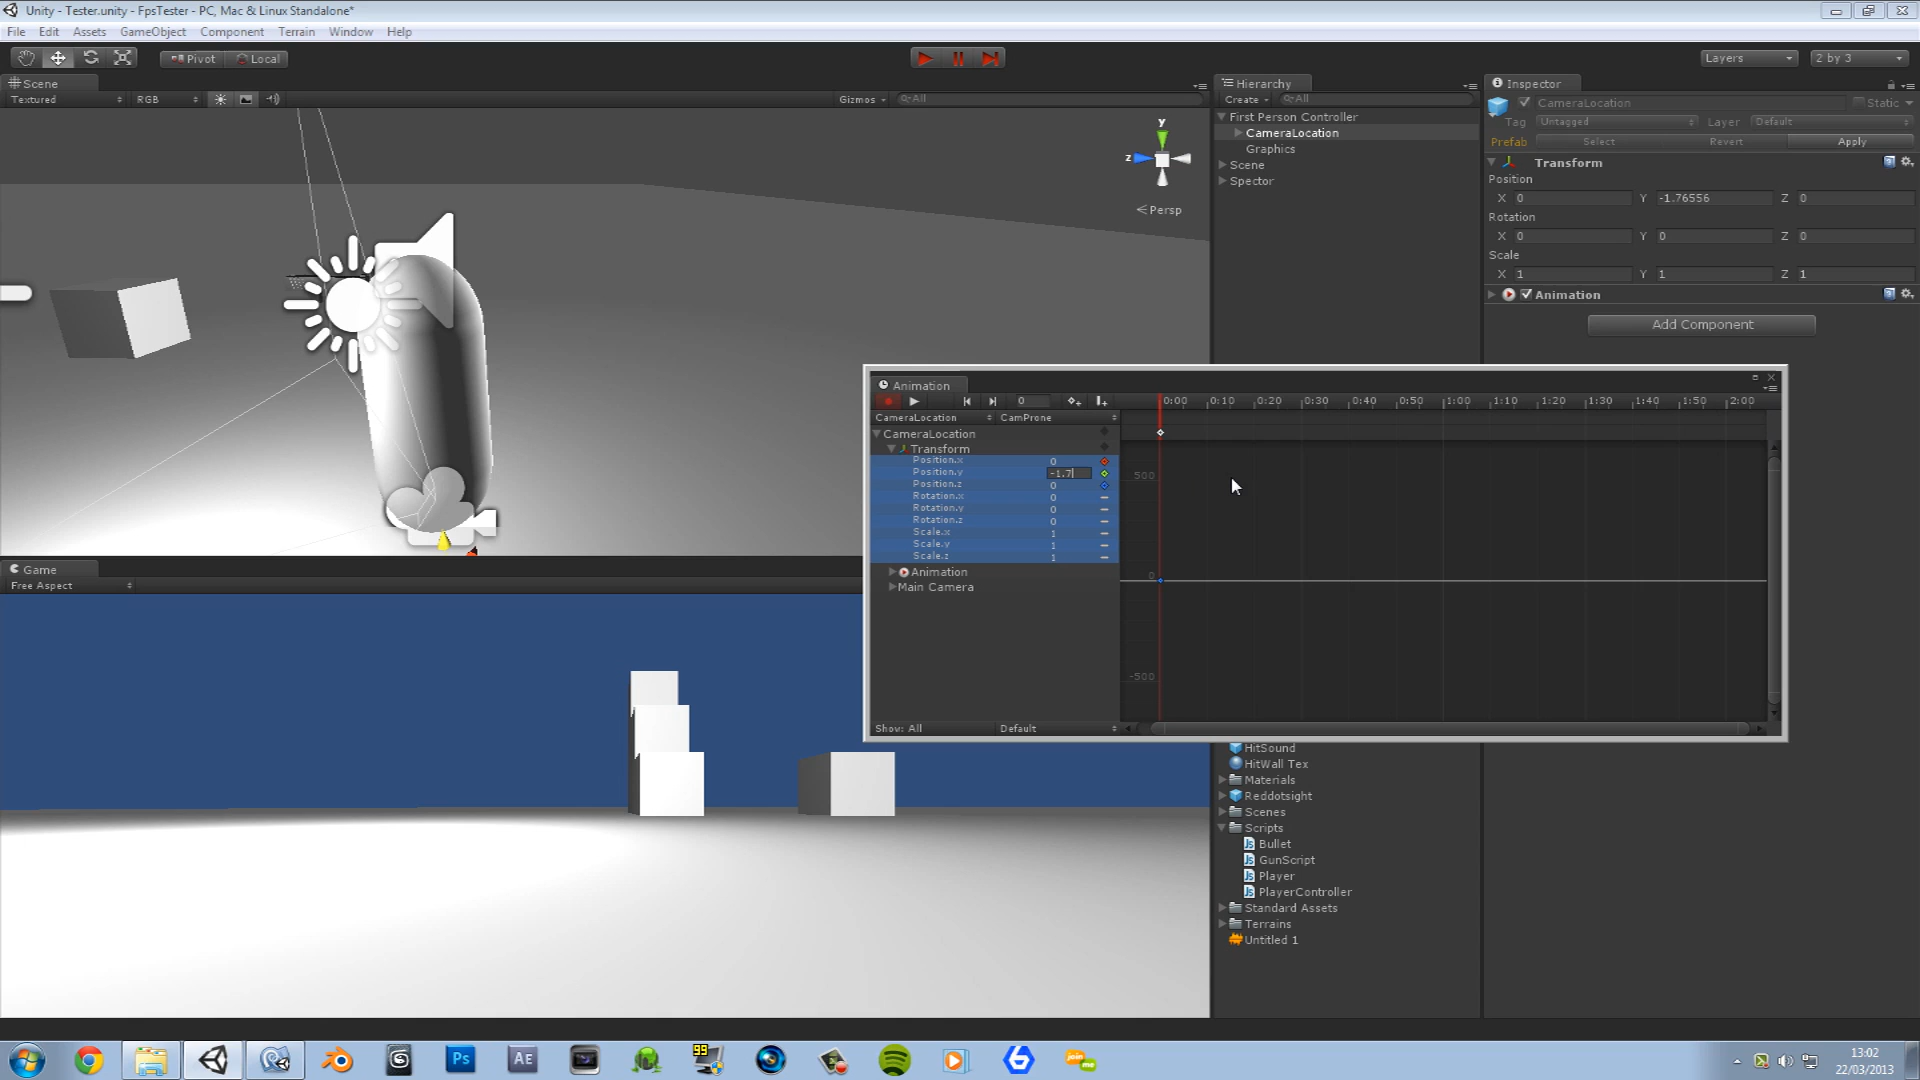 Unity - Tester.unity - FpsTester - PC, Mac & Linux Standalone*
File Edit Assets GameObject Component Terrain Window Help
Pivot Local Layers 2 by 3
Scene
Textured RGB Gizmos All
y
z
Persp
Hierarchy
Create All
First Person Controller
CameraLocation
Graphics
Scene
Spector
Inspector
CameraLocation Static
Tag Untagged Layer Default
Prefab Select Revert Apply
Transform
Position
X 0 Y -1.76556 Z 0
Rotation
X 0 Y 0 Z 0
Scale
X 1 Y 1 Z 1
Animation
Add Component
Animation
0 0:00 0:10 0:20 0:30 0:40 0:50 1:00 1:10 1:20 1:30 1:40 1:50 2:00
CameraLocation CamProne
CameraLocation
Transform
Position.x 0
Position.y -1.7
Position.z 0
Rotation.x 0
Rotation.y 0
Rotation.z 0
Scale.x 1
Scale.y 1
Scale.z 1
Animation
Main Camera
500
0
-500
Show: All Default
Game
Free Aspect
HitSound
HitWall Tex
Materials
Reddotsight
Scenes
Scripts
Bullet
GunScript
Player
PlayerController
Standard Assets
Terrains
Untitled 1
Ps
AE
99
join
me
13:02
22/03/2013